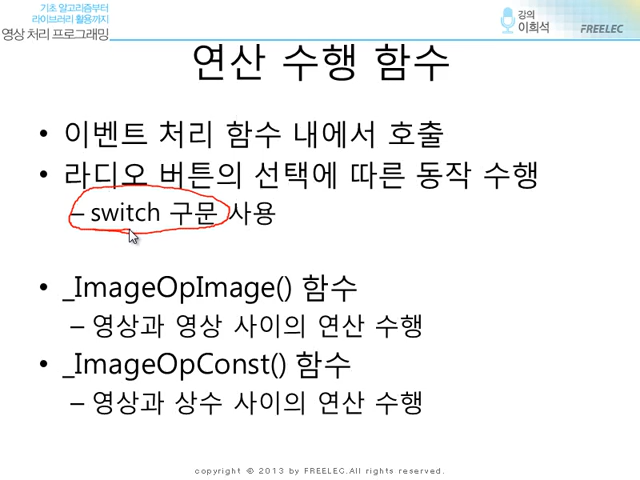 기초 알고리즘부터
라이브러리 활용까지
영상 처리 프로그래밍
강의
이희석
FREELEC
연산 수행 함수
• 이벤트 처리 함수 내에서 호출
• 라디오 버튼의 선택에 따른 동작 수행
– switch 구문 사용
• _ImageOpImage() 함수
– 영상과 영상 사이의 연산 수행
• _ImageOpConst() 함수
– 영상과 상수 사이의 연산 수행
copyright © 2013 by FREELEC.All rights reserved.